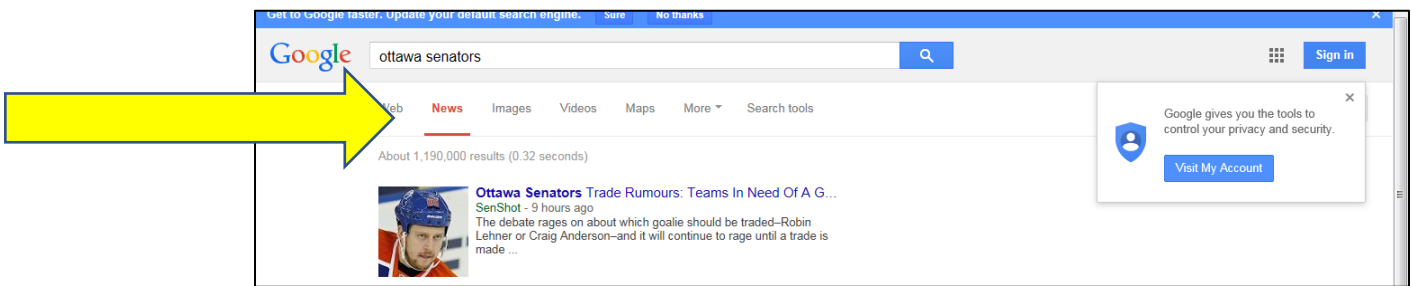 Get to Google faster. Update your default search engine. Sure No thanks ×
Google ottawa senators Sign in
Web News Images Videos Maps More Search tools
About 1,190,000 results (0.32 seconds)
Ottawa Senators Trade Rumours: Teams In Need Of A G...
SenShot - 9 hours ago
The debate rages on about which goalie should be traded–Robin
Lehner or Craig Anderson–and it will continue to rage until a trade is
made ...
Google gives you the tools to
control your privacy and security.
Visit My Account